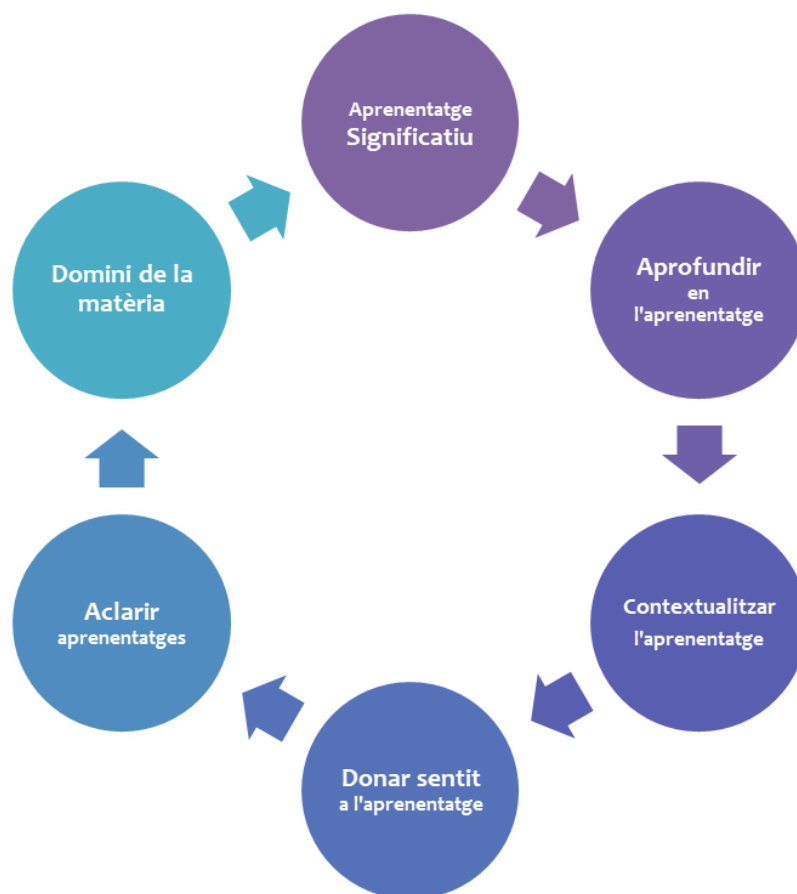 Aprenentatge
Significatiu
Aprofundir
en
l'aprenentatge
Contextualitzar
l'aprenentatge
Donar sentit
a l'aprenentatge
Aclarir
aprenentatges
Domini de la
matèria